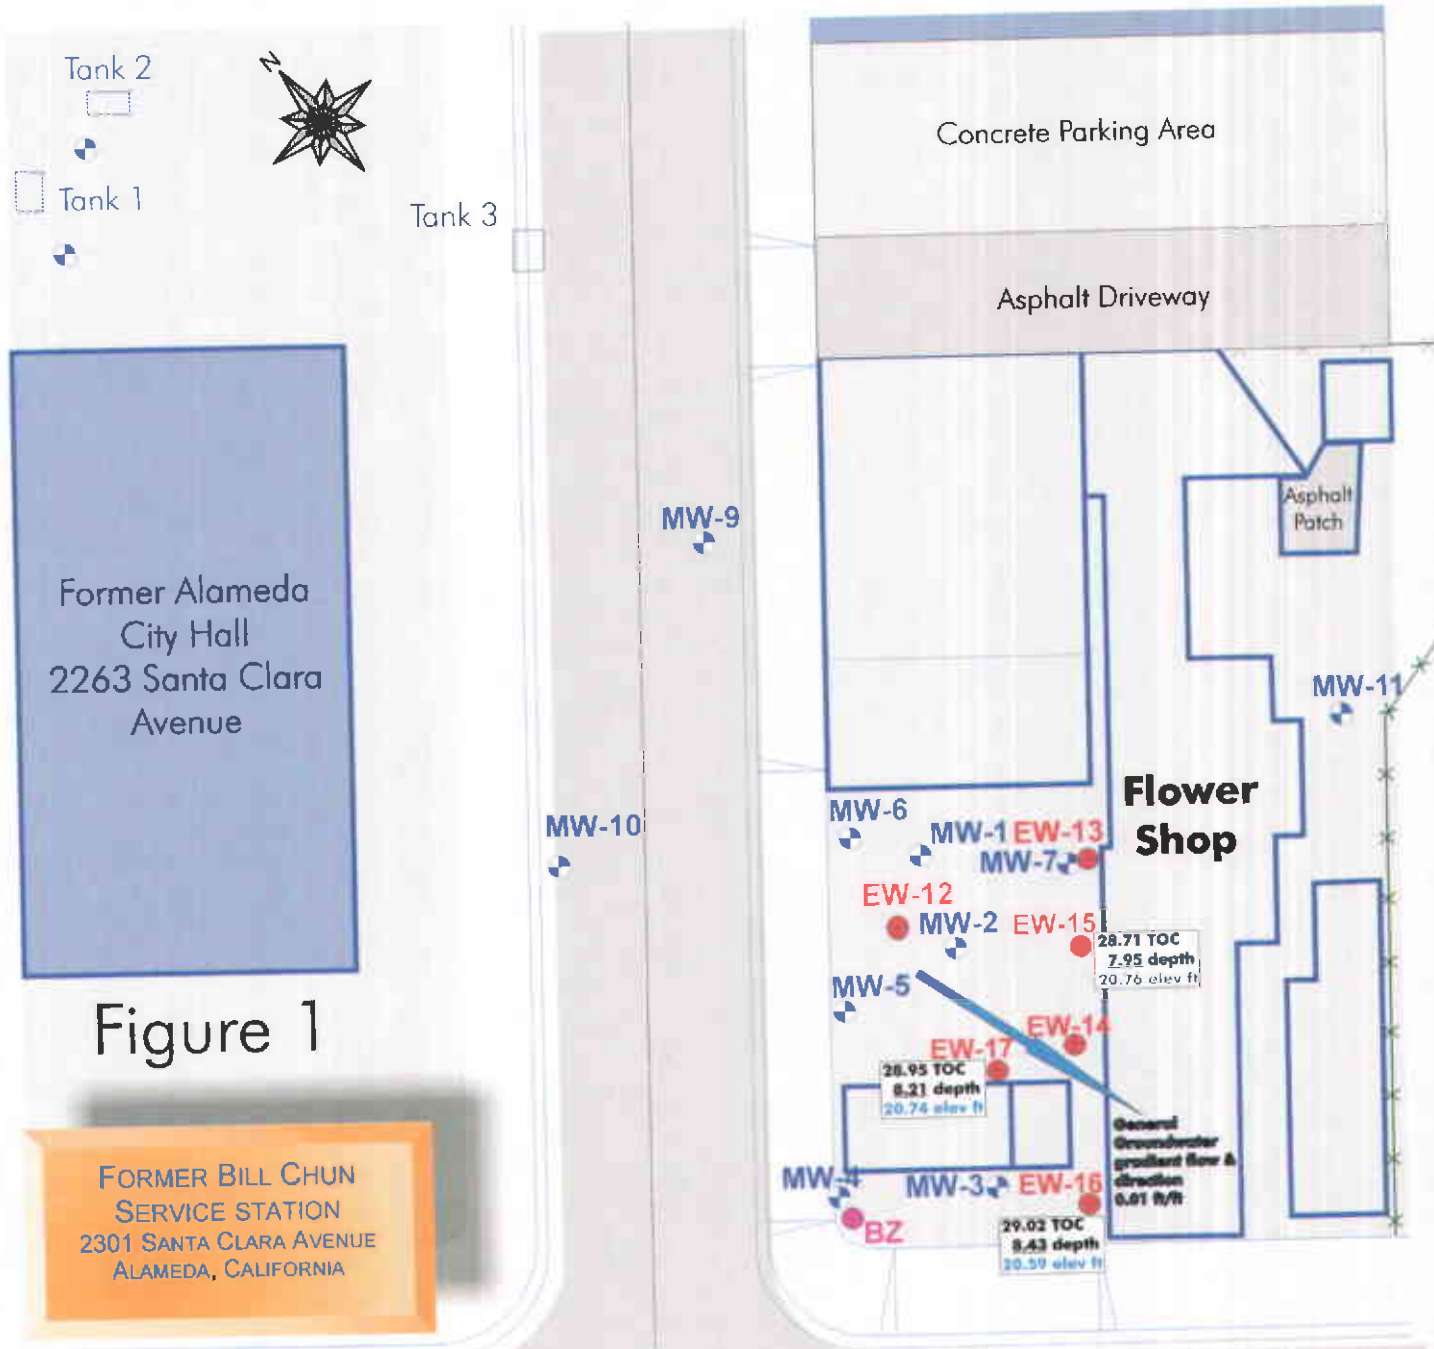 Tank 2
N
Tank 1
Tank 3
Concrete Parking Area
Asphalt Driveway
Asphalt
Patch
MW-9
Former Alameda
City Hall
2263 Santa Clara
Avenue
MW-11
Flower
Shop
MW-10
MW-6
MW-1
EW-13
MW-7
EW-12
MW-2
EW-15
28.71 TOC
7.95 depth
20.76 elev ft
MW-5
EW-14
EW-17
28.95 TOC
8.21 depth
20.74 elev ft
General
Groundwater
gradient flow &
direction
0.01 ft/ft
MW-4
MW-3
EW-16
BZ
29.02 TOC
8.43 depth
20.59 elev ft
Figure 1
FORMER BILL CHUN
SERVICE STATION
2301 SANTA CLARA AVENUE
ALAMEDA, CALIFORNIA